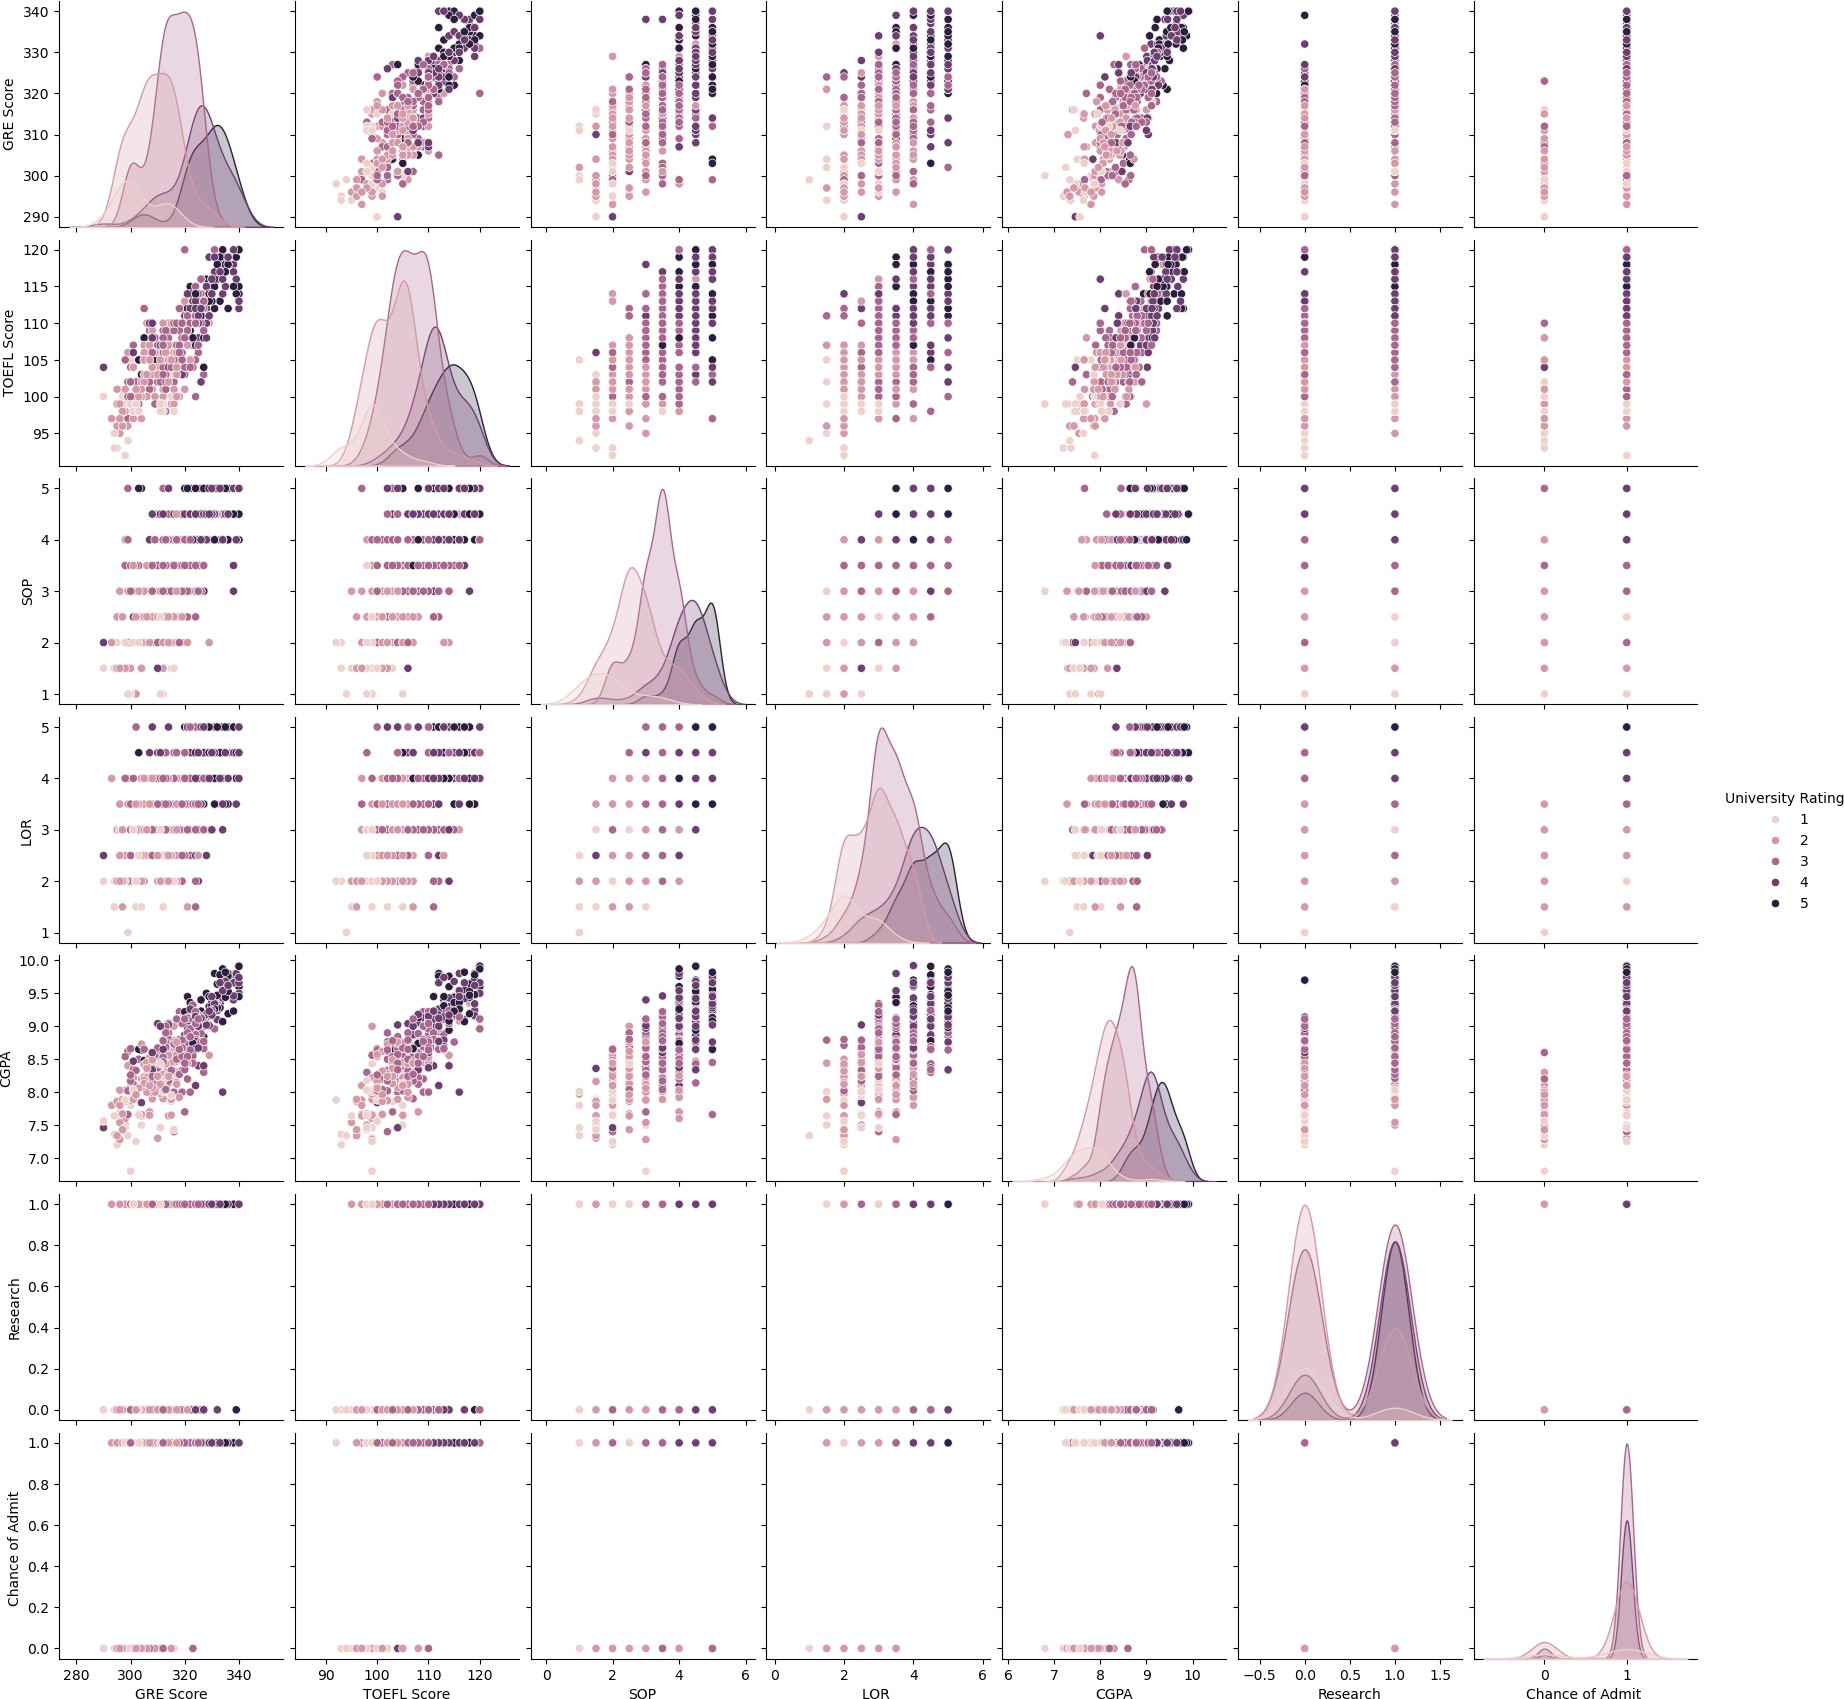 340
330
320
310
300
290
GRE Score
120
115
110
105
100
95
TOEFL Score
5
4
3
2
1
SOP
5
4
3
2
1
LOR
University Rating
1
2
3
4
5
10.0
9.5
9.0
8.5
8.0
7.5
7.0
CGPA
1.0
0.8
0.6
0.4
0.2
0.0
Research
1.0
0.8
0.6
0.4
0.2
0.0
Chance of Admit
280 300 320 340
90 100 110 120
0 2 4 6
0 2 4 6
6 7 8 9 10
−0.5 0.0 0.5 1.0 1.5
0 1
GRE Score
TOEFL Score
SOP
LOR
CGPA
Research
Chance of Admit